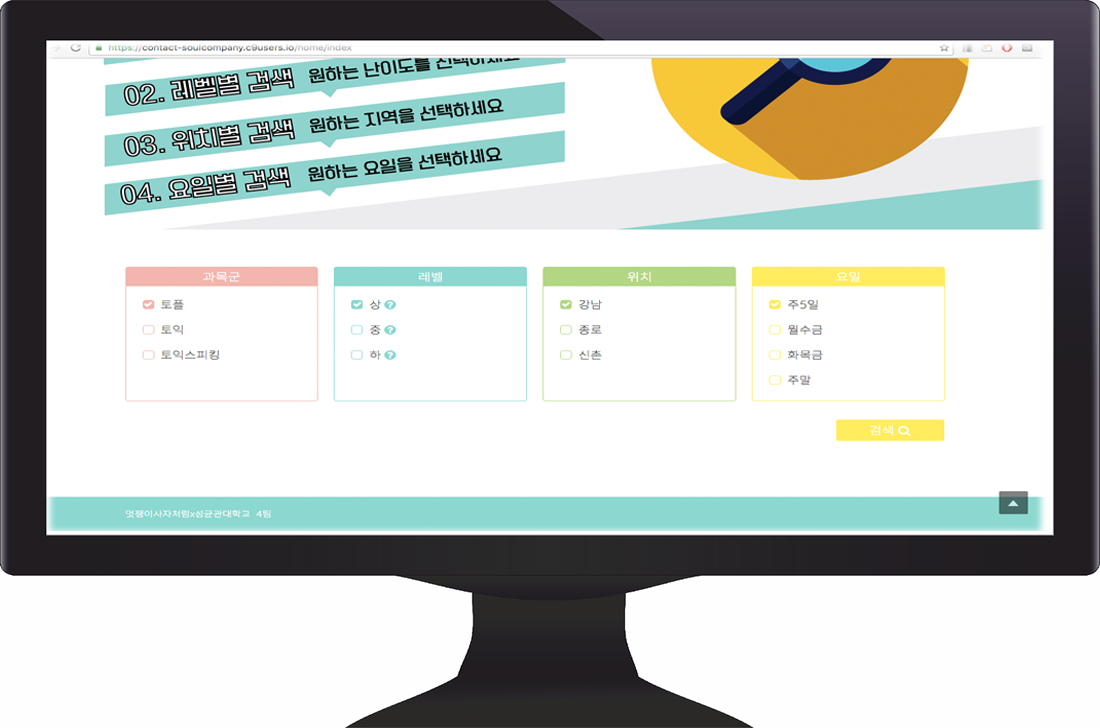 https://contact-soulcompany.c9users.io/home/index
02. 레벨별 검색 원하는 난이도를 선택하세요
03. 위치별 검색 원하는 지역을 선택하세요
04. 요일별 검색 원하는 요일을 선택하세요
과목군
토플
토익
토익스피킹
레벨
상 ?
중 ?
하 ?
위치
강남
종로
신촌
요일
주5일
월수금
화목금
주말
검색
멋쟁이사자처럼x성균관대학교 4팀